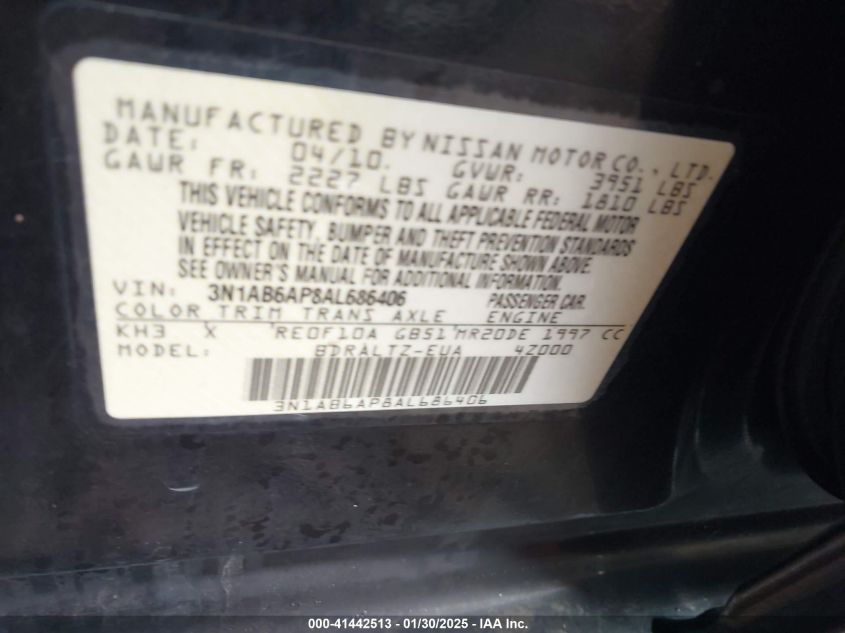 MANUFACTURED BY NISSAN MOTOR CO., LTD.
DATE: 04/10. GVWR: 3951 LBS
GAWR FR: 2227 LBS GAWR RR: 1810 LBS
THIS VEHICLE CONFORMS TO ALL APPLICABLE FEDERAL MOTOR
VEHICLE SAFETY, BUMPER AND THEFT PREVENTION STANDARDS
IN EFFECT ON THE DATE OF MANUFACTURE SHOWN ABOVE.
SEE OWNER'S MANUAL FOR ADDITIONAL INFORMATION.
VIN: 3N1AB6AP8AL686406 PASSENGER CAR.
COLOR TRIM TRANS AXLE ENGINE
KH3 X RE0F10A GB51 MR20DE 1997 CC
MODEL: BDRALTZ-EUA 4Z000
3N1AB6AP8AL686406
000-41442513 - 01/30/2025 - IAA Inc.